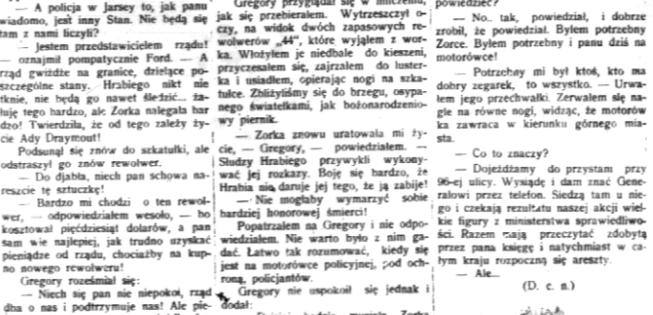 — A policja w Jarsey to, jak panu
wiadomo, jest inny Stan. Nie będą się
tam z nami liczyli?
— Jestem przedstawicielem rządu!
— oznajmił pompatycznie Ford. — A
rząd gwiżdże na granice, dzielące po-
szczególne stany. Hrabiego nikt nie
tknie, nie będą go nawet śledzić... ża-
łuję tego bardzo, ale Zorka nalegała bar
dzo! Twierdziła, że od tego zależy ży-
cie Ady Draymout!
Podsunął się znów do szkatułki, ale
odstraszył go znów rewolwer.
— Do djabła, niech pan schowa na-
reszcie tę sztuczkę!
— Bardzo mi chodzi o ten rewol-
wer, — odpowiedziałem wesoło, — bo
kosztował pięćdziesiąt dolarów, a pan
sam wie najlepiej, jak trudno uzyskać
pieniądze od rządu, chociażby na kup-
no nowego rewolweru!
Gregory roześmiał się:
— Niech się pan nie niepokoi, rząd
dba o nas i podtrzymuje nas! Ale pie-
Gregory przyglądał się w milczeniu,
jak się przebierałem. Wytrzeszczył o-
czy, na widok dwóch zapasowych re-
wolwerów „44", które wyjąłem z wor-
ka. Włożyłem je niedbale do kieszeni,
przyczesałem się, zajrzałem do luster-
ka i usiadłem, opierając nogi na szka-
tułce. Zbliżyliśmy się do brzegu, osypa-
nego światełkami, jak bożonarodzenio-
wy piernik.
— Zorka znowu uratowała mi ży-
cie, — Gregory, — powiedziałem. —
Słudzy Hrabiego przywykli wykony-
wać jej rozkazy. Boję się bardzo, że
Hrabia nie daruje jej tego, że ją zabije!
— Nie mogłaby wymarzyć sobie
bardziej honorowej śmierci!
Popatrzałem na Gregory i nie odpo-
wiedziałem. Nie warto było z nim ga-
dać. Łatwo tak rozumować, kiedy się
jest na motorówce policyjnej, pod och-
roną, policjantów.
Gregory nie uspokoił się jednak i
dodał:
Zorka
powiedzieć?
— No.. tak, powiedział, i dobrze
zrobił, że powiedział. Byłem potrzebny
Zorce. Byłem potrzebny i panu dziś na
motorówce!
— Potrzebny mi był ktoś, kto ma
dobry zegarek, to wszystko. — Urwa-
łem jego przechwałki. Zerwałem się na-
gle na równe nogi, widząc, że motorów
ka zawraca w kierunku górnego mia-
sta.
— Co to znaczy?
— Dojeżdżamy do przystani przy
96-ej ulicy. Wysiądę i dam znać Gene-
ralowi przez telefon. Siedzą tam u nie-
go i czekają rezultatu naszej akcji wiel-
kie figury z ministerstwa sprawiedliwo-
ści. Razem mają przeczytać zdobytą
przez pana księgę i natychmiast w ca-
łym kraju rozpoczną się areszty.
— Ale...
(D. c. n.)